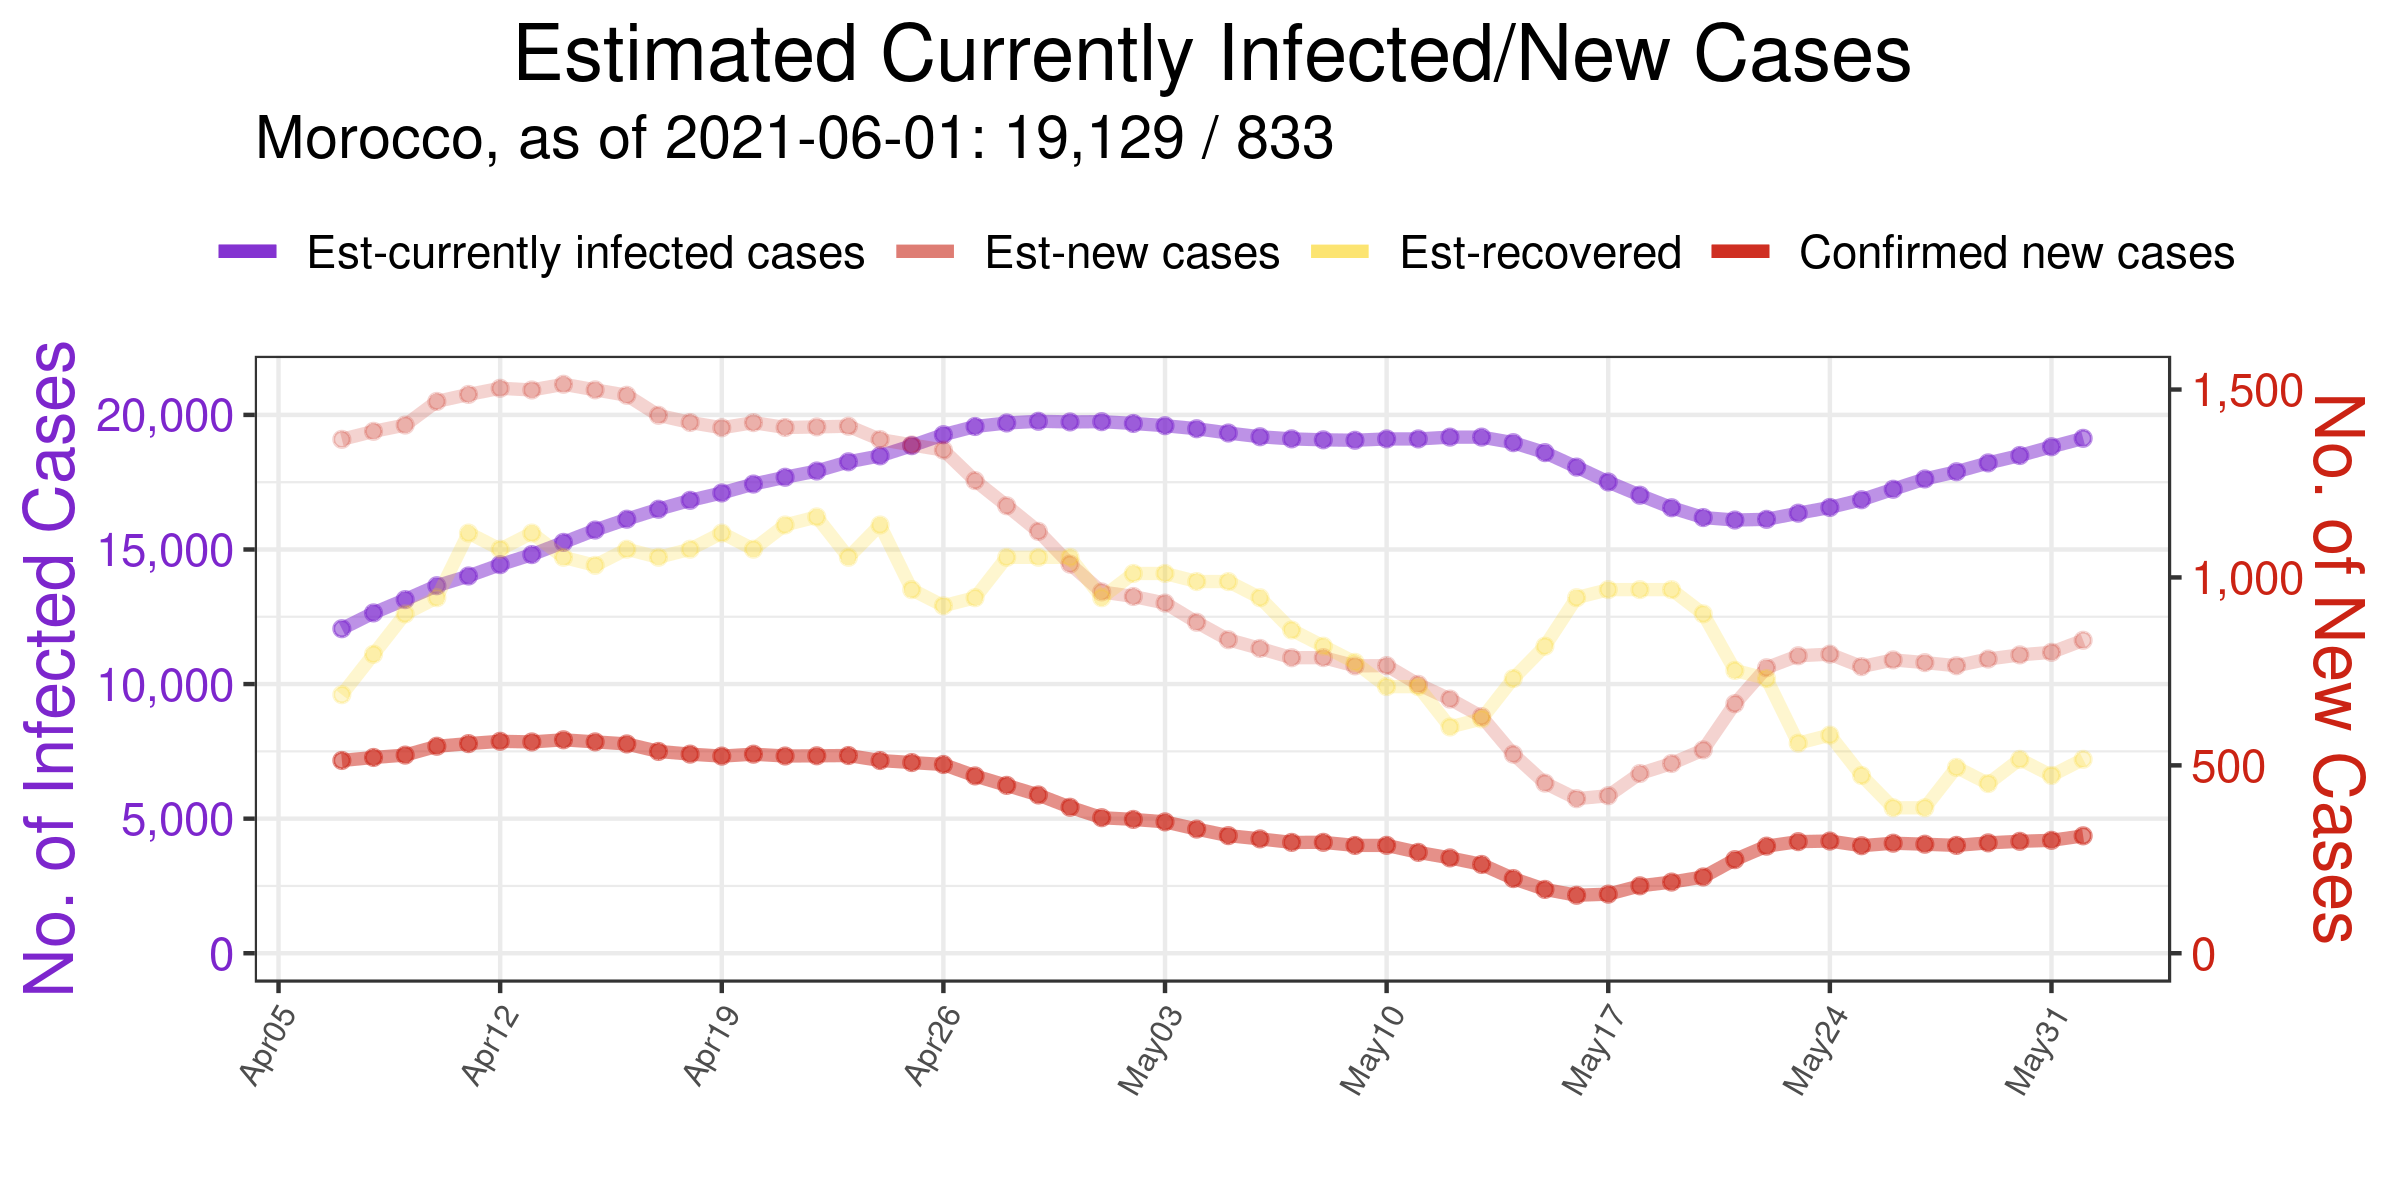 Estimated Currently Infected/New Cases
Morocco, as of 2021-06-01: 19,129 / 833
Est-currently infected cases Est-new cases Est-recovered Confirmed new cases
No. of Infected Cases
20,000
15,000
10,000
5,000
0
1,500
1,000
500
0
No. of New Cases
Apr05 Apr12 Apr19 Apr26 May03 May10 May17 May24 May31